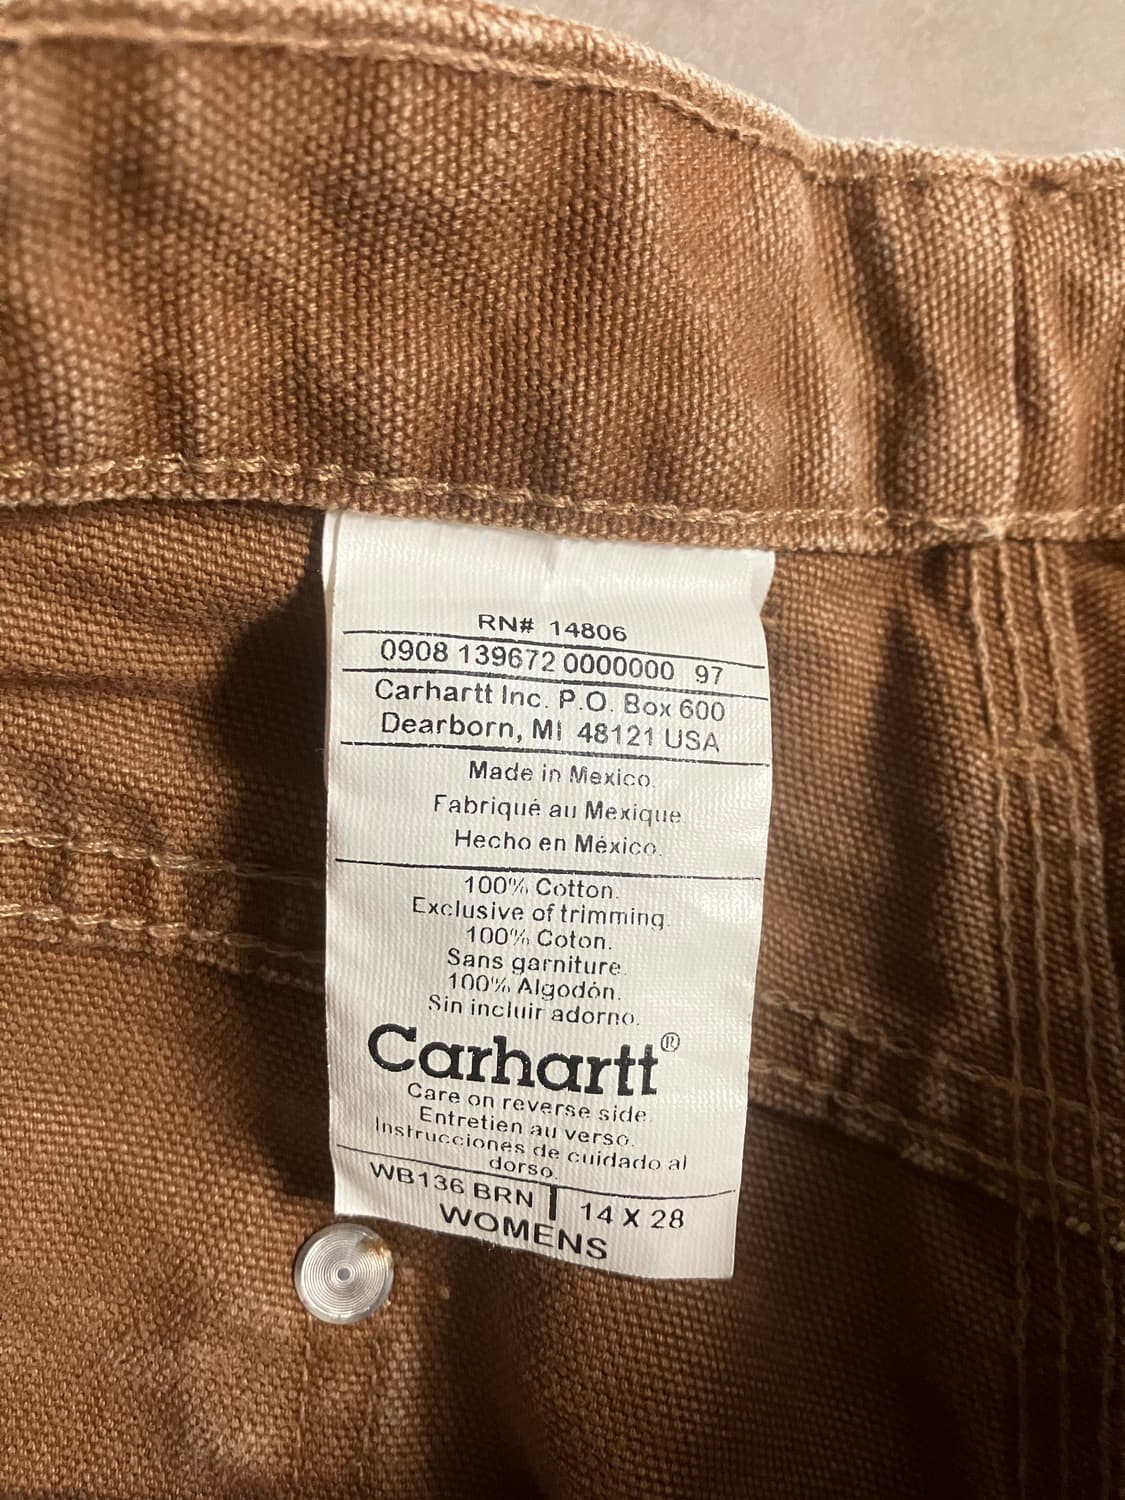 RN# 14806
0908 139672 0000000 97
Carhartt Inc. P.O. Box 600
Dearborn, MI 48121 USA
Made in Mexico.
Fabriqué au Mexique
Hecho en México.
100% Cotton.
Exclusive of trimming.
100% Coton.
Sans garniture.
100% Algodón.
Sin incluir adorno.
Carhartt®
Care on reverse side.
Entretien au verso.
Instrucciones de cuidado al
dorso.
WB136 BRN 14 X 28
WOMENS